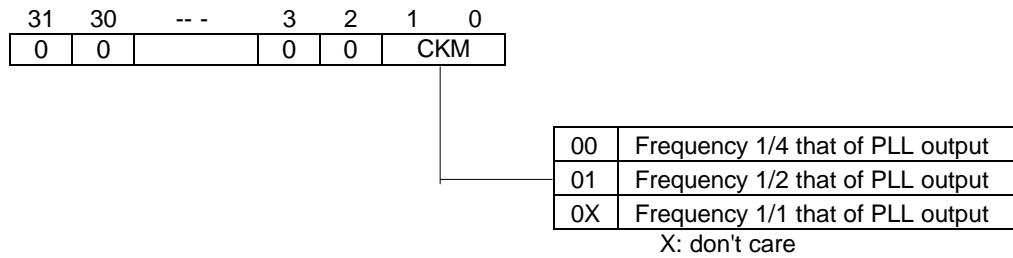 31 30 -- - 3 2 1 0
0 0 0 0 CKM
00 Frequency 1/4 that of PLL output
01 Frequency 1/2 that of PLL output
0X Frequency 1/1 that of PLL output
X: don't care